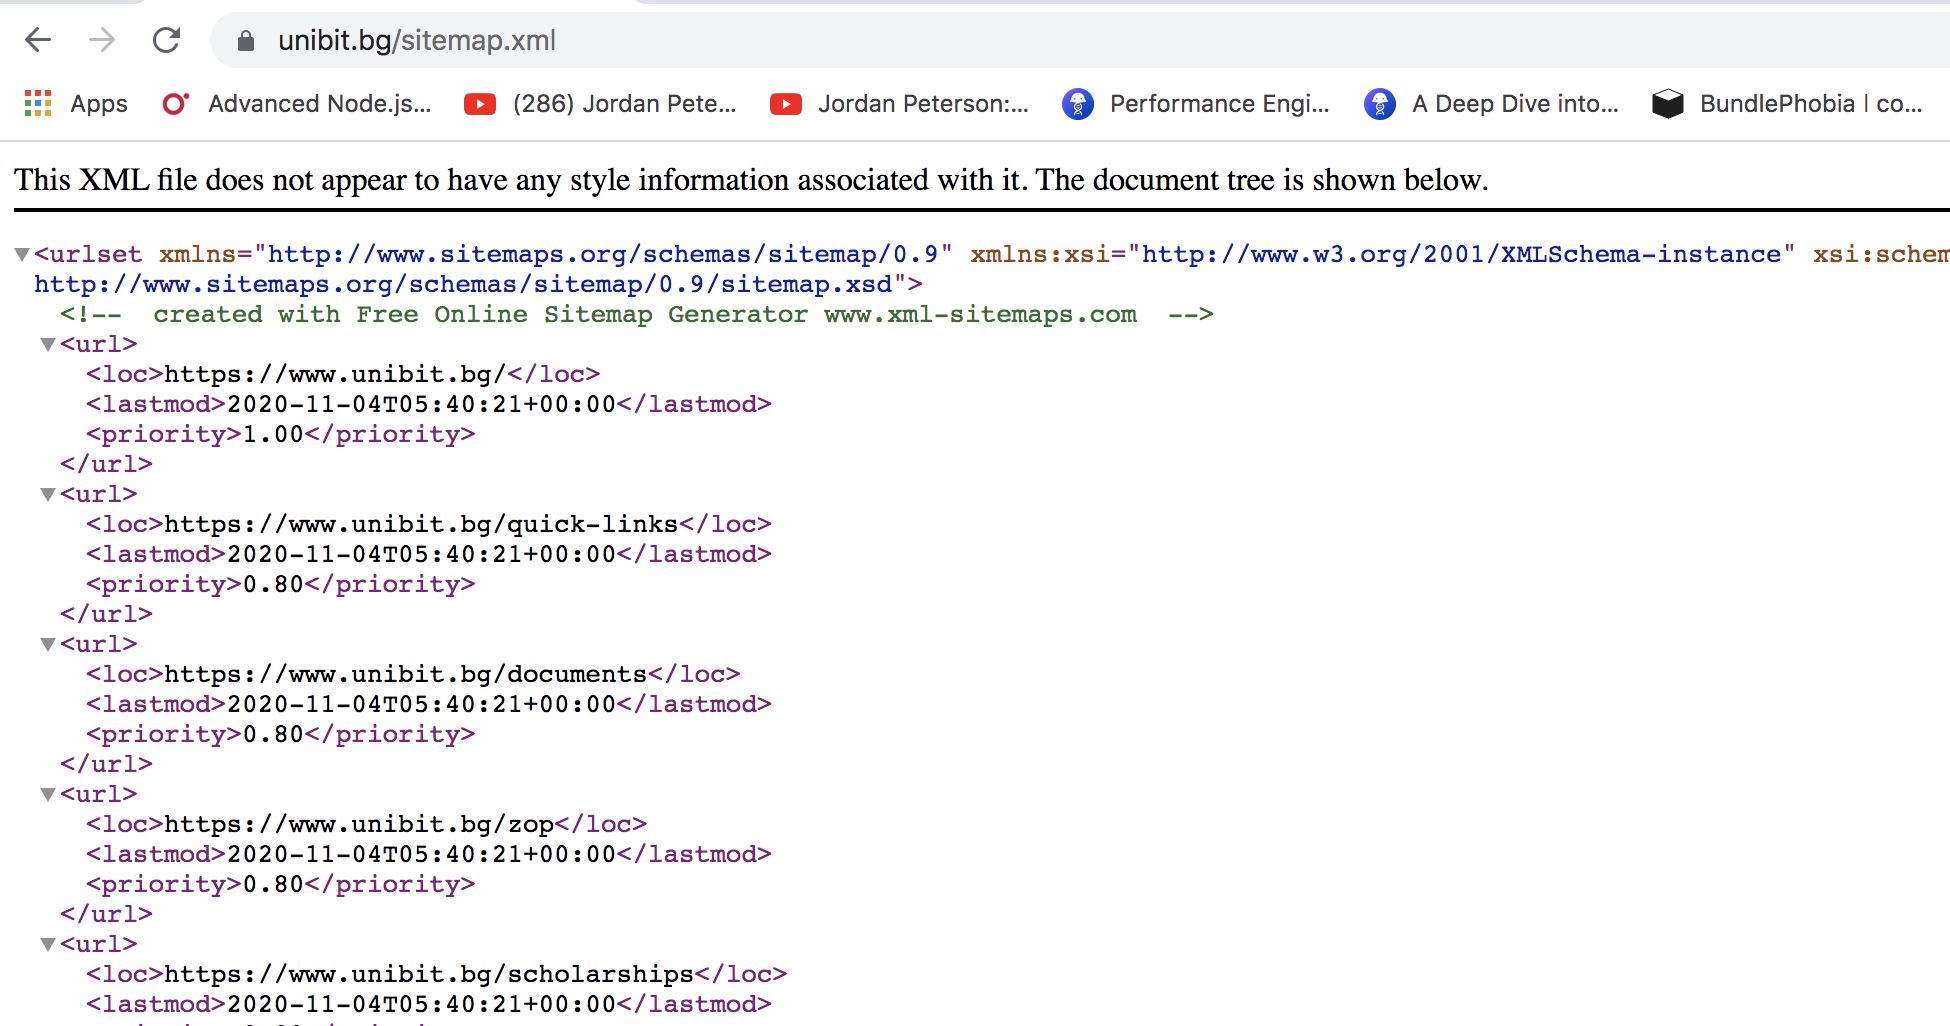 unibit.bg/sitemap.xml
Apps Advanced Node.js... (286) Jordan Pete... Jordan Peterson:... Performance Engi... A Deep Dive into... BundlePhobia | co...
This XML file does not appear to have any style information associated with it. The document tree is shown below.
<urlset xmlns="http://www.sitemaps.org/schemas/sitemap/0.9" xmlns:xsi="http://www.w3.org/2001/XMLSchema-instance" xsi:schem
http://www.sitemaps.org/schemas/sitemap/0.9/sitemap.xsd">
<!-- created with Free Online Sitemap Generator www.xml-sitemaps.com -->
<url>
<loc>https://www.unibit.bg/</loc>
<lastmod>2020-11-04T05:40:21+00:00</lastmod>
<priority>1.00</priority>
</url>
<url>
<loc>https://www.unibit.bg/quick-links</loc>
<lastmod>2020-11-04T05:40:21+00:00</lastmod>
<priority>0.80</priority>
</url>
<url>
<loc>https://www.unibit.bg/documents</loc>
<lastmod>2020-11-04T05:40:21+00:00</lastmod>
<priority>0.80</priority>
</url>
<url>
<loc>https://www.unibit.bg/zop</loc>
<lastmod>2020-11-04T05:40:21+00:00</lastmod>
<priority>0.80</priority>
</url>
<url>
<loc>https://www.unibit.bg/scholarships</loc>
<lastmod>2020-11-04T05:40:21+00:00</lastmod>